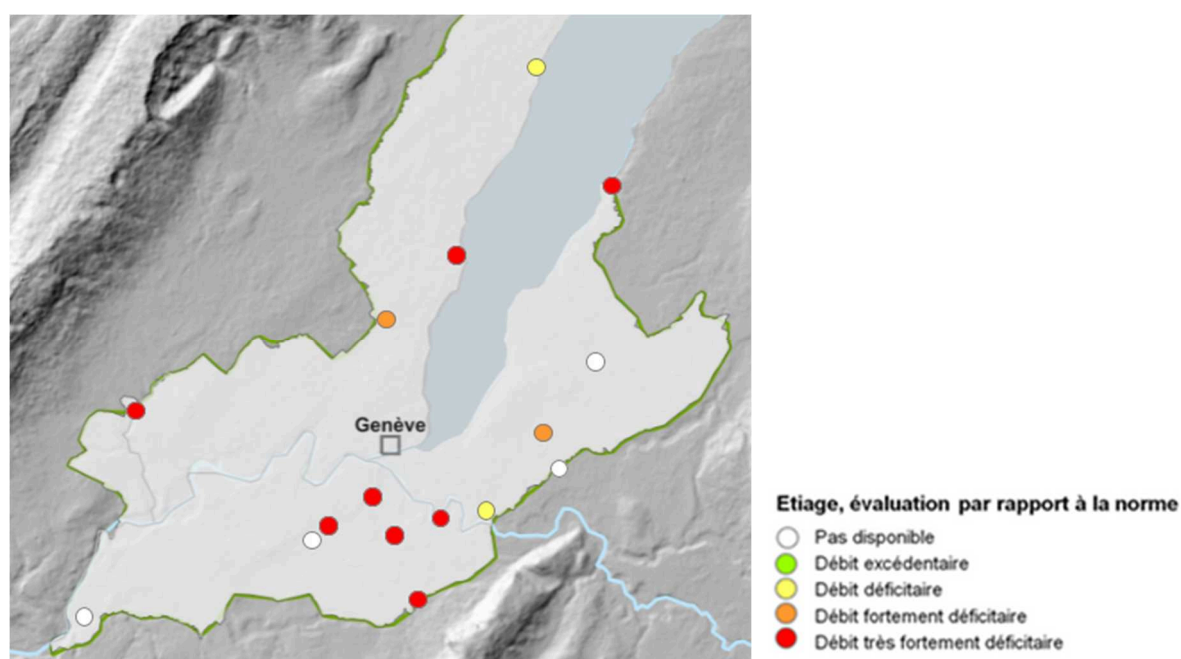 Genève
Etiage, évaluation par rapport à la norme
Pas disponible
Débit excédentaire
Débit déficitaire
Débit fortement déficitaire
Débit très fortement déficitaire